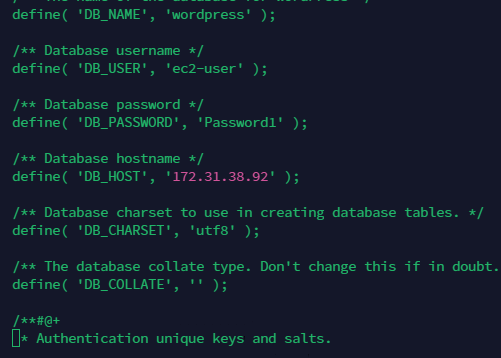 define( 'DB_NAME', 'wordpress' );
/** Database username */
define( 'DB_USER', 'ec2-user' );
/** Database password */
define( 'DB_PASSWORD', 'Password1' );
/** Database hostname */
define( 'DB_HOST', '172.31.38.92' );
/** Database charset to use in creating database tables. */
define( 'DB_CHARSET', 'utf8' );
/** The database collate type. Don't change this if in doubt.
define( 'DB_COLLATE', '' );
/**#@+
* Authentication unique keys and salts.